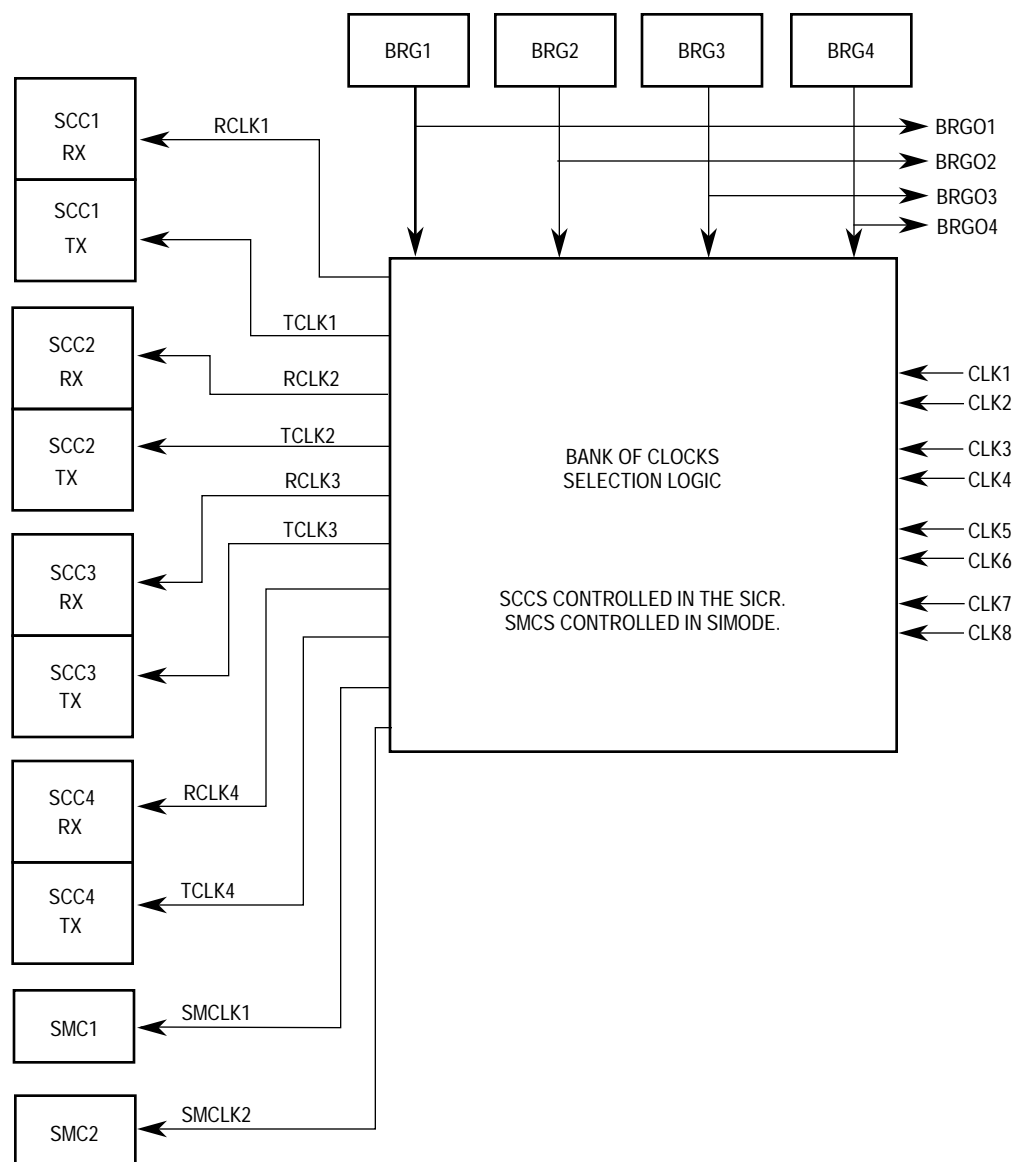 BRG1
BRG2
BRG3
BRG4
BRGO1
BRGO2
BRGO3
BRGO4
SCC1
RX
RCLK1
SCC1
TX
TCLK1
SCC2
RX
RCLK2
SCC2
TX
TCLK2
RCLK3
TCLK3
SCC3
RX
SCC3
TX
SCC4
RX
RCLK4
SCC4
TX
TCLK4
SMC1
SMCLK1
SMC2
SMCLK2
BANK OF CLOCKS
SELECTION LOGIC
SCCS CONTROLLED IN THE SICR.
SMCS CONTROLLED IN SIMODE.
CLK1
CLK2
CLK3
CLK4
CLK5
CLK6
CLK7
CLK8